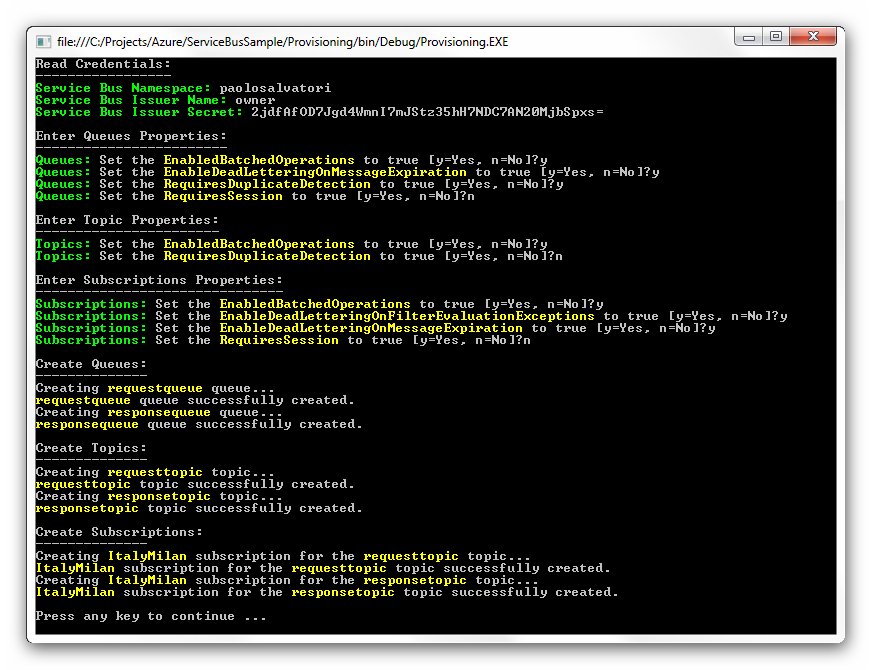 file:///C:/Projects/Azure/ServiceBusSample/Provisioning/bin/Debug/Provisioning.EXE
Read Credentials:
-----------------
Service Bus Namespace: paolosalvatori
Service Bus Issuer Name: owner
Service Bus Issuer Secret: 2jdfAfOD7Jgd4WmnI7mJStz35hH7NDC7AN20MjbSpxs=
Enter Queues Properties:
------------------------
Queues: Set the EnabledBatchedOperations to true [y=Yes, n=No]?y
Queues: Set the EnableDeadLetteringOnMessageExpiration to true [y=Yes, n=No]?y
Queues: Set the RequiresDuplicateDetection to true [y=Yes, n=No]?y
Queues: Set the RequiresSession to true [y=Yes, n=No]?n
Enter Topic Properties:
-----------------------
Topics: Set the EnabledBatchedOperations to true [y=Yes, n=No]?y
Topics: Set the RequiresDuplicateDetection to true [y=Yes, n=No]?n
Enter Subscriptions Properties:
-------------------------------
Subscriptions: Set the EnabledBatchedOperations to true [y=Yes, n=No]?y
Subscriptions: Set the EnableDeadLetteringOnFilterEvaluationExceptions to true [y=Yes, n=No]?y
Subscriptions: Set the EnableDeadLetteringOnMessageExpiration to true [y=Yes, n=No]?y
Subscriptions: Set the RequiresSession to true [y=Yes, n=No]?n
Create Queues:
--------------
Creating requestqueue queue...
requestqueue queue successfully created.
Creating responsequeue queue...
responsequeue queue successfully created.
Create Topics:
--------------
Creating requesttopic topic...
requesttopic topic successfully created.
Creating responsetopic topic...
responsetopic topic successfully created.
Create Subscriptions:
--------------
Creating ItalyMilan subscription for the requesttopic topic...
ItalyMilan subscription for the requesttopic topic successfully created.
Creating ItalyMilan subscription for the responsetopic topic...
ItalyMilan subscription for the responsetopic topic successfully created.
Press any key to continue ...